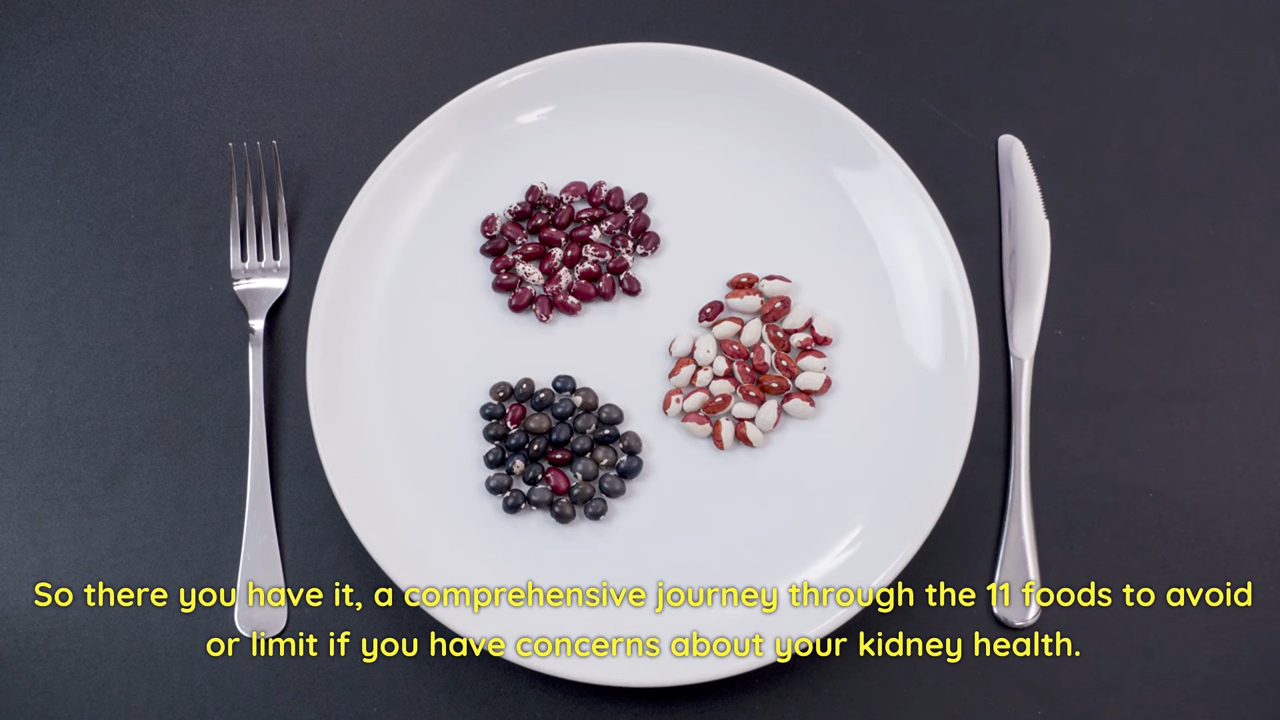 So there you have it, a comprehensive journey through the 11 foods to avoid
or limit if you have concerns about your kidney health.